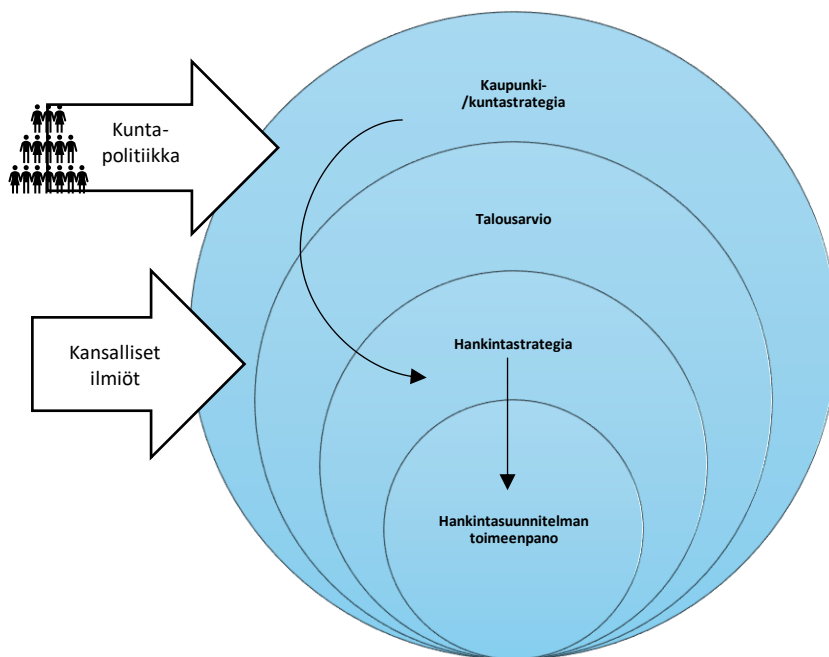 Kaupunki-
/kuntastrategia
Kunta-
politiikka
Talousarvio
Hankintastrategia
Kansalliset
ilmiöt
Hankintasuunnitelman
toimeenpano